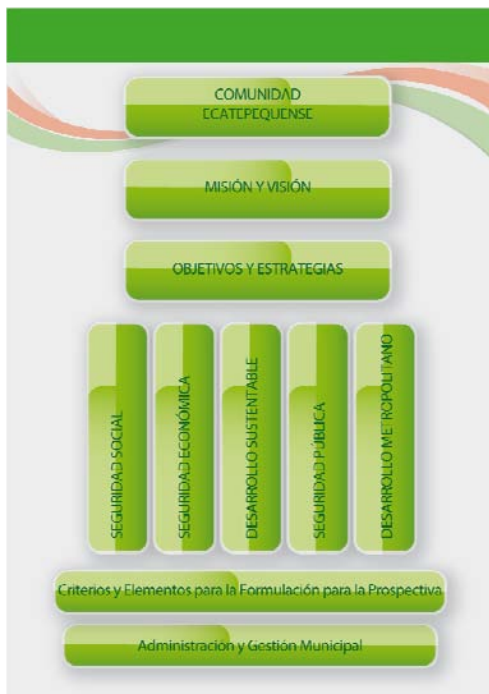 COMUNIDAD
ECATEPEQUENSE
MISIÓN Y VISIÓN
OBJETIVOS Y ESTRATEGIAS
SEGURIDAD SOCIAL
SEGURIDAD ECONÓMICA
DESARROLLO SUSTENTABLE
SEGURIDAD PÚBLICA
DESARROLLO METROPOLITANO
Criterios y Elementos para la Formulación para la Prospectiva
Administración y Gestión Municipal